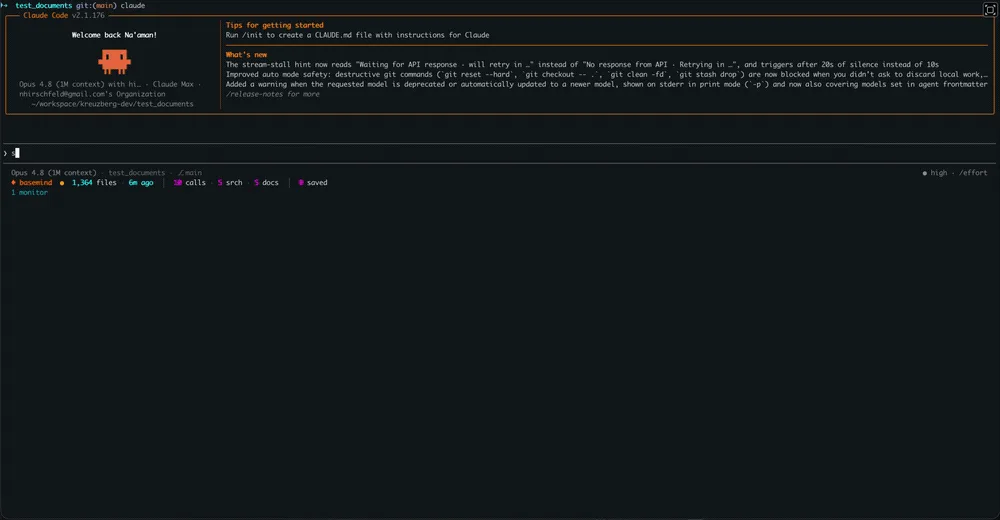 → test_documents git:(main) claude
Claude Code v2.1.176
Welcome back Na'aman!
Opus 4.8 (1M context) with hi… · Claude Max ·
nhirschfeld@gmail.com's Organization
~/workspace/kreuzberg-dev/test_documents
Tips for getting started
Run /init to create a CLAUDE.md file with instructions for Claude
What's new
The stream-stall hint now reads "Waiting for API response · will retry in …" instead of "No response from API · Retrying in …", and triggers after 20s of silence instead of 10s
Improved auto mode safety: destructive git commands (`git reset --hard`, `git checkout -- .`, `git clean -fd`, `git stash drop`) are now blocked when you didn't ask to discard local work,…
Added a warning when the requested model is deprecated or automatically updated to a newer model, shown on stderr in print mode (`-p`) and now also covering models set in agent frontmatter
/release-notes for more
❯ s
Opus 4.8 (1M context) · test_documents · ⎇ main
● high · /effort
♦ basemind ● 1,364 files · 6m ago │ 10 calls · 5 srch · 5 docs │ 0 saved
1 monitor